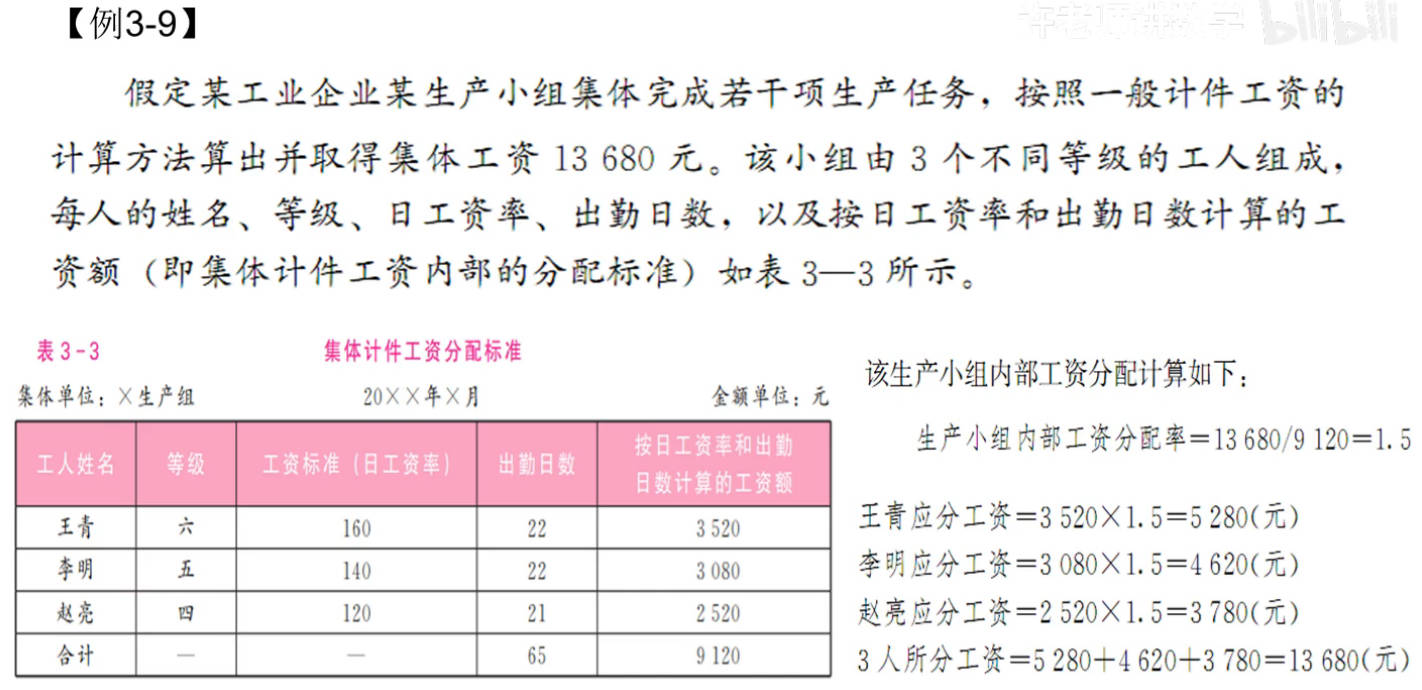 【例3-9】
许老师讲数学 bilibili
假定某工业企业某生产小组集体完成若干项生产任务，按照一般计件工资的
计算方法算出并取得集体工资 13 680 元。该小组由 3 个不同等级的工人组成，
每人的姓名、等级、日工资率、出勤日数，以及按日工资率和出勤日数计算的工
资额（即集体计件工资内部的分配标准）如表 3—3 所示。
表 3-3 集体计件工资分配标准
集体单位：×生产组 20××年×月 金额单位：元
工人姓名 等级 工资标准（日工资率） 出勤日数 按日工资率和出勤
日数计算的工资额
王青 六 160 22 3 520
李明 五 140 22 3 080
赵亮 四 120 21 2 520
合计 — — 65 9 120
该生产小组内部工资分配计算如下：
生产小组内部工资分配率＝13 680/9 120＝1.5
王青应分工资＝3 520×1.5＝5 280(元)
李明应分工资＝3 080×1.5＝4 620(元)
赵亮应分工资＝2 520×1.5＝3 780(元)
3 人所分工资＝5 280＋4 620＋3 780＝13 680(元)